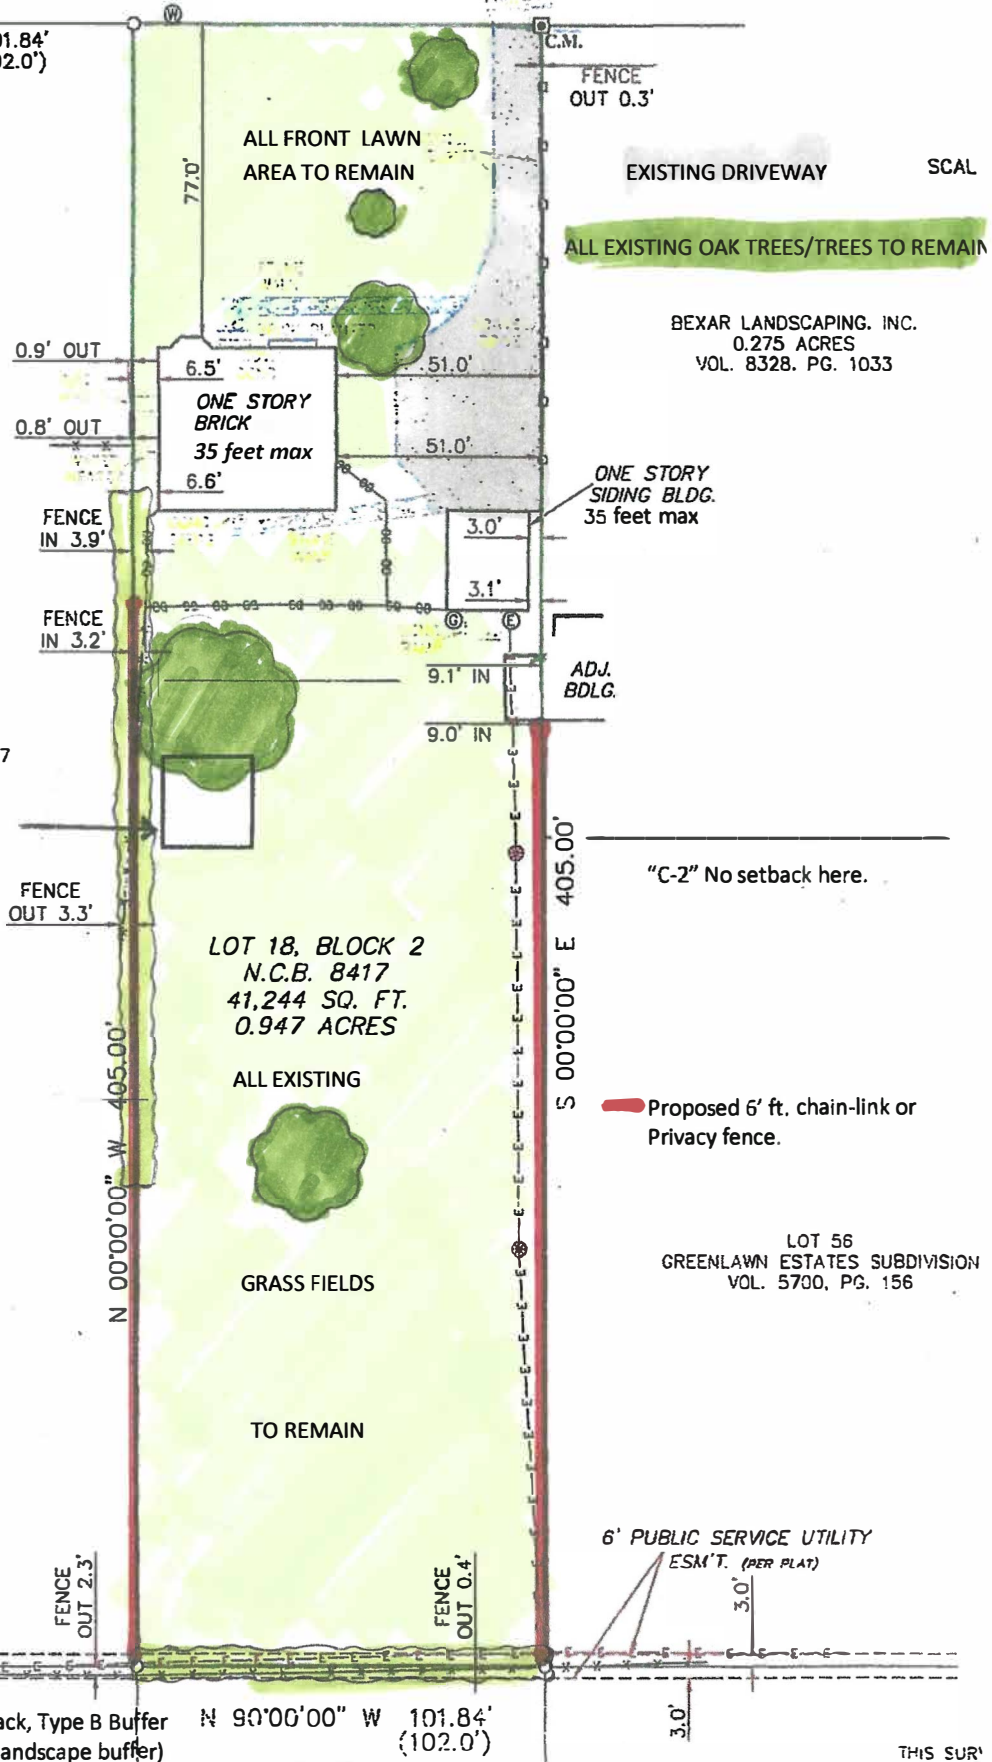 W
01.84'
02.0')
C.M.
FENCE
OUT 0.3'
ALL FRONT LAWN
AREA TO REMAIN
77.0'
EXISTING DRIVEWAY
SCAL
ALL EXISTING OAK TREES/TREES TO REMAIN
BEXAR LANDSCAPING, INC.
0.275 ACRES
VOL. 8328, PG. 1033
0.9' OUT
6.5'
51.0'
ONE STORY
BRICK
35 feet max
0.8' OUT
51.0'
6.6'
ONE STORY
SIDING BLDG.
35 feet max
FENCE
IN 3.9'
3.0'
3.1'
FENCE
IN 3.2'
G
E
9.1' IN
ADJ.
BDLG.
9.0' IN
7
405.00'
S 00°00'00" E
"C-2" No setback here.
FENCE
OUT 3.3'
LOT 18, BLOCK 2
N.C.B. 8417
41,244 SQ. FT.
0.947 ACRES
N 00°00'00" W 405.00'
ALL EXISTING
Proposed 6' ft. chain-link or
Privacy fence.
LOT 56
GREENLAWN ESTATES SUBDIVISION
VOL. 5700, PG. 156
GRASS FIELDS
TO REMAIN
6' PUBLIC SERVICE UTILITY
ESM'T. (PER PLAT)
FENCE
OUT 2.3'
FENCE
OUT 0.4'
3.0'
3.0'
ack, Type B Buffer
andscape buffer)
N 90°00'00" W 101.84'
(102.0')
THIS SURV